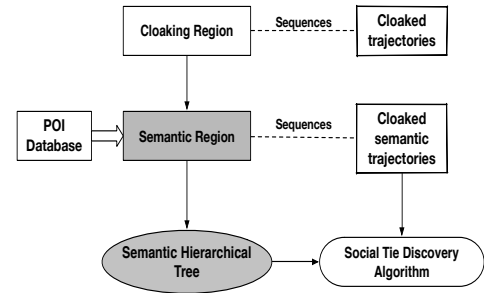 Cloaking Region
Sequences
Cloaked
trajectories
POI
Database
Semantic Region
Sequences
Cloaked
semantic
trajectories
Semantic Hierarchical
Tree
Social Tie Discovery
Algorithm